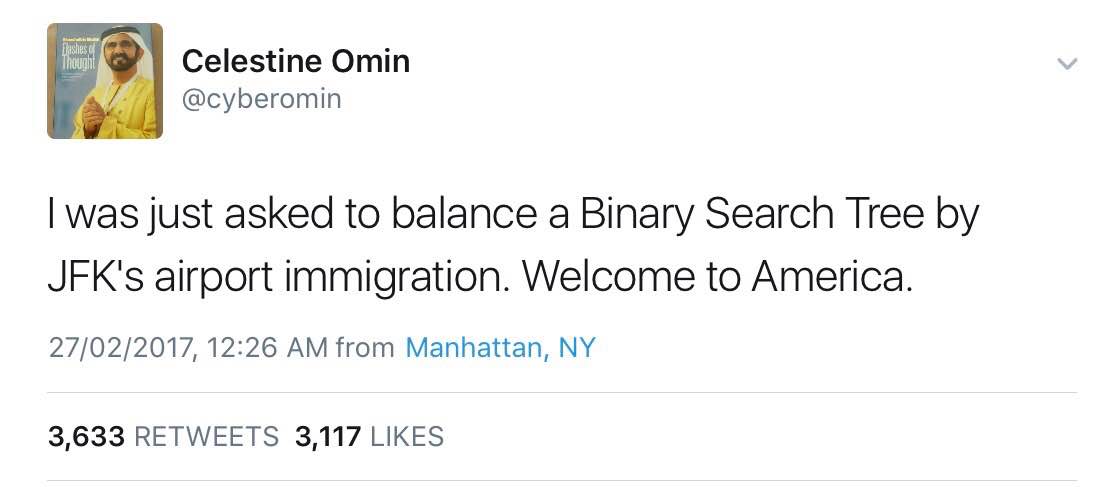 Flashes of
Thought
Celestine Omin
@cyberomin
I was just asked to balance a Binary Search Tree by
JFK's airport immigration. Welcome to America.
27/02/2017, 12:26 AM from Manhattan, NY
3,633 RETWEETS 3,117 LIKES